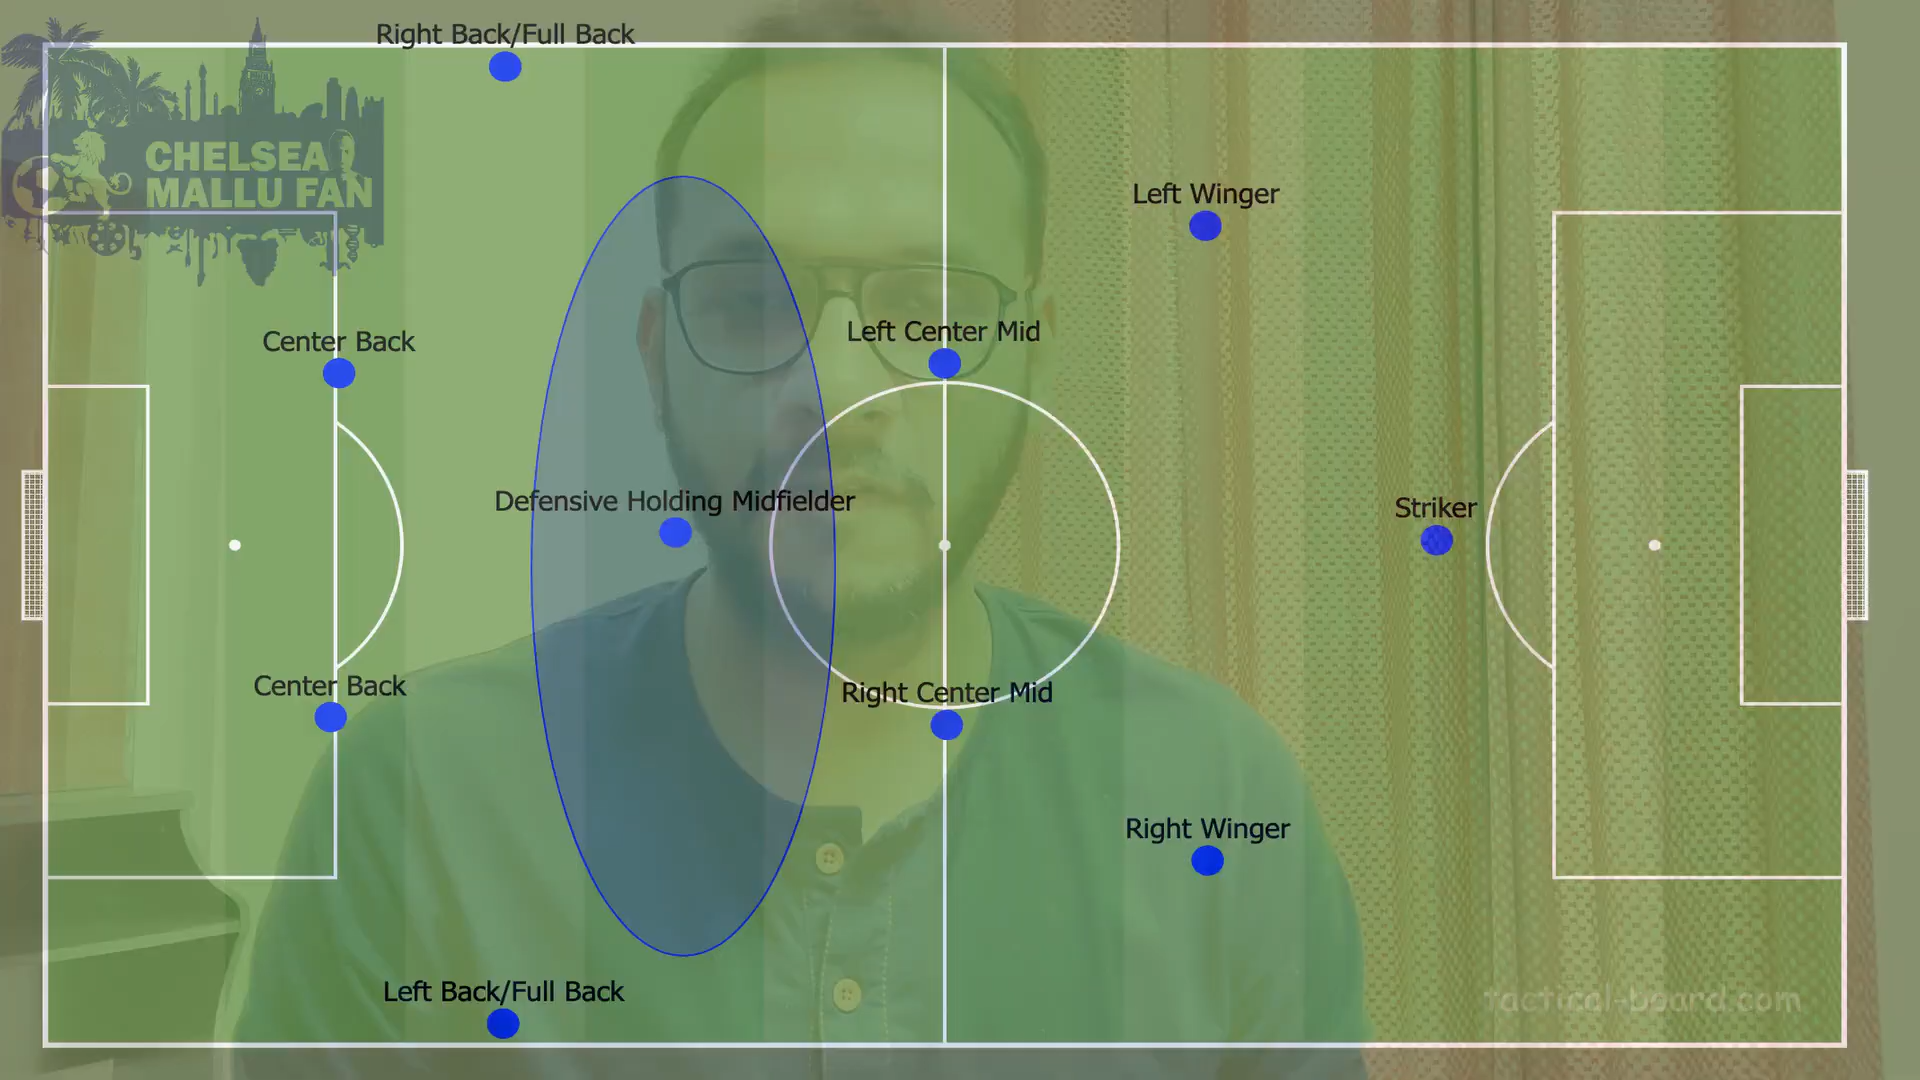 Right Back/Full Back
CHELSEA
MALLU FAN
Left Winger
Left Center Mid
Center Back
Defensive Holding Midfielder
Striker
Center Back
Right Center Mid
Right Winger
Left Back/Full Back
tactical-board.com